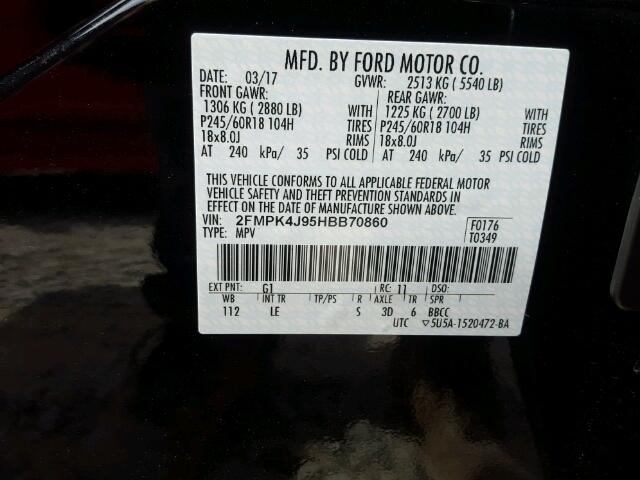 MFD. BY FORD MOTOR CO.
DATE: 03/17 GVWR: 2513 KG ( 5540 LB)
FRONT GAWR: REAR GAWR:
1306 KG ( 2880 LB) WITH 1225 KG ( 2700 LB) WITH
P245/60R18 104H TIRES P245/60R18 104H TIRES
18x8.0J RIMS 18x8.0J RIMS
AT 240 kPa/ 35 PSI COLD AT 240 kPa/ 35 PSI COLD
THIS VEHICLE CONFORMS TO ALL APPLICABLE FEDERAL MOTOR
VEHICLE SAFETY AND THEFT PREVENTION STANDARDS IN
EFFECT ON THE DATE OF MANUFACTURE SHOWN ABOVE.
VIN: 2FMPK4J95HBB70860 F0176
TYPE: MPV T0349
EXT PNT: G1 RC: 11 DSO:
WB INT TR TP/PS R AXLE TR SPR
112 LE S 3D 6 BBCC
UTC ▽5U5A-1520472-BA